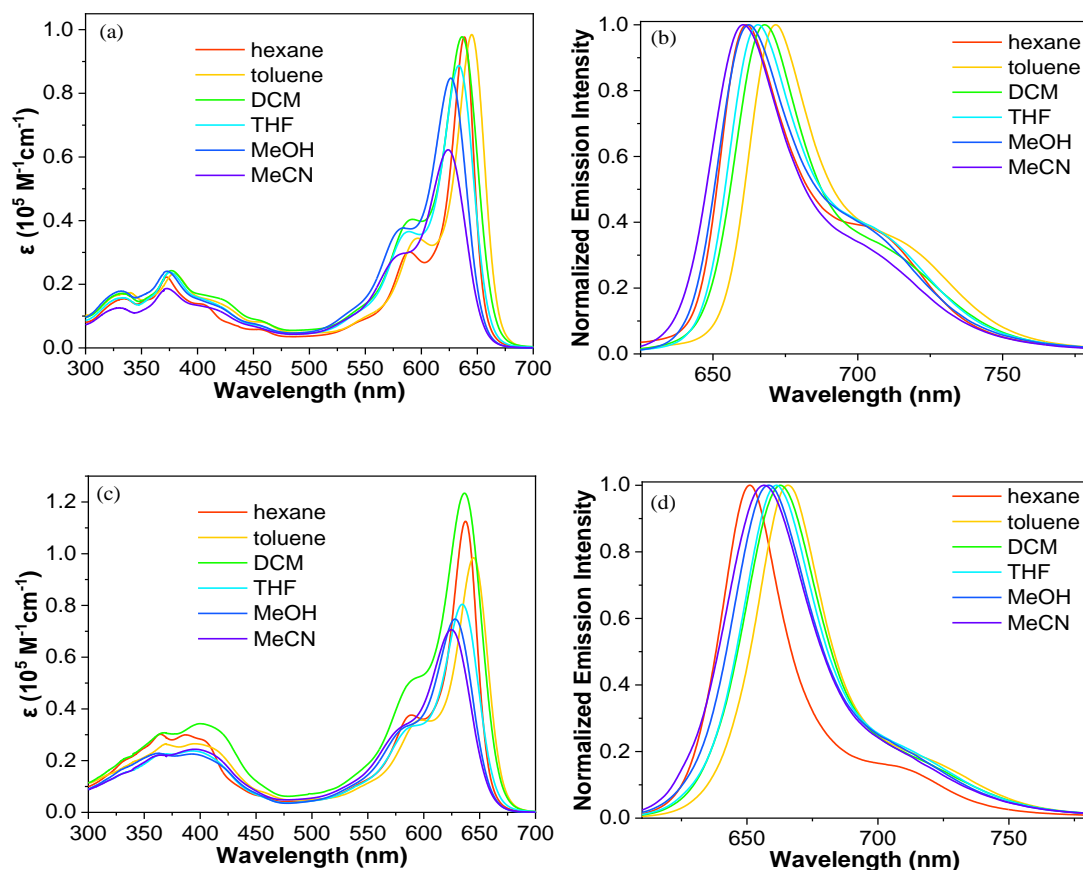 (a)
hexane
toluene
DCM
THF
MeOH
MeCN
ε (10⁵ M⁻¹cm⁻¹)
1.0
0.8
0.6
0.4
0.2
0.0
300 350 400 450 500 550 600 650 700
Wavelength (nm)
(b)
hexane
toluene
DCM
THF
MeOH
MeCN
Normalized Emission Intensity
1.0
0.8
0.6
0.4
0.2
0.0
650 700 750
Wavelength (nm)
(c)
hexane
toluene
DCM
THF
MeOH
MeCN
ε (10⁵ M⁻¹cm⁻¹)
1.2
1.0
0.8
0.6
0.4
0.2
0.0
300 350 400 450 500 550 600 650 700
Wavelength (nm)
(d)
hexane
toluene
DCM
THF
MeOH
MeCN
Normalized Emission Intensity
1.0
0.8
0.6
0.4
0.2
0.0
650 700 750
Wavelength (nm)